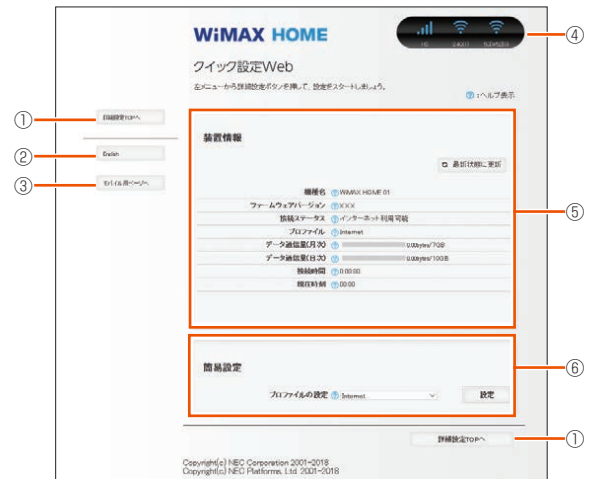 WiMAX HOME
④
クイック設定Web
左メニューから詳細設定ボタンを押して、設定をスタートしましょう。
?:ヘルプ表示
① 詳細設定TOPへ
② English
③ モバイル用ページへ
装置情報
最新状態に更新
機種名 ? WiMAX HOME 01
ファームウェアバージョン ? XXX
接続ステータス ? インターネット利用可能
⑤
プロファイル ? Internet
データ通信量(月次) ? 0.00bytes/7GB
データ通信量(日次) ? 0.00bytes/10GB
接続時間 ? 0:00:00
現在時刻 ? 00:00
簡易設定
⑥
プロファイルの設定 ? Internet
設定
詳細設定TOPへ ①
Copyright(c) NEC Corporation 2001-2018
Copyright(c) NEC Platforms, Ltd. 2001-2018